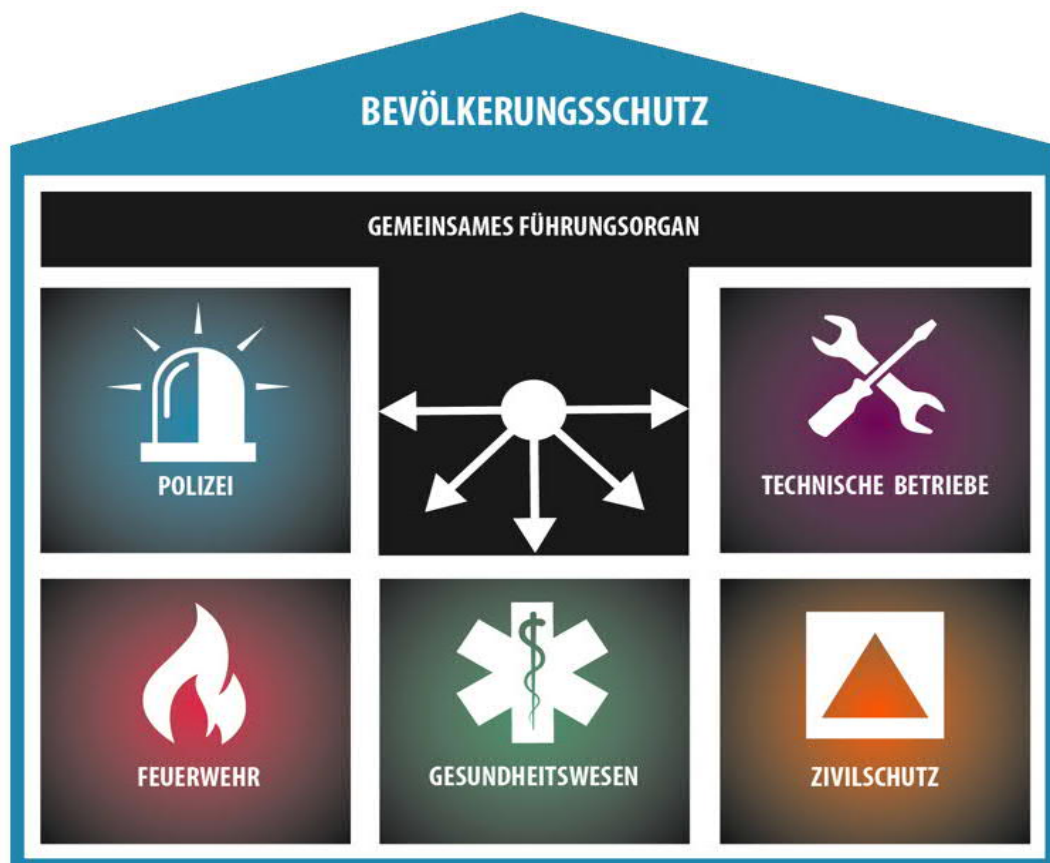 BEVÖLKERUNGSSCHUTZ
GEMEINSAMES FÜHRUNGSORGAN
POLIZEI
TECHNISCHE BETRIEBE
FEUERWEHR
GESUNDHEITSWESEN
ZIVILSCHUTZ